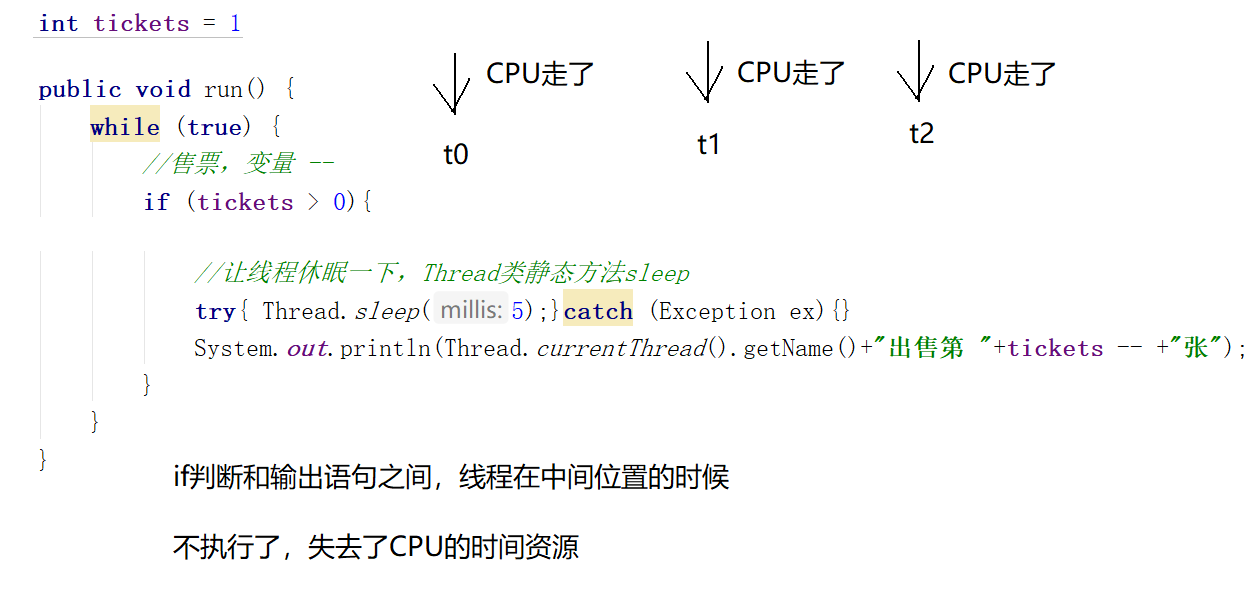 int tickets = 1
CPU走了 CPU走了 CPU走了
public void run() {
while (true) {
t0 t1 t2
//售票，变量 --
if (tickets > 0){
//让线程休眠一下，Thread类静态方法sleep
try{ Thread.sleep( millis: 5);}catch (Exception ex){}
System.out.println(Thread.currentThread().getName()+"出售第 "+tickets -- +"张");
}
}
}
if判断和输出语句之间，线程在中间位置的时候
不执行了，失去了CPU的时间资源